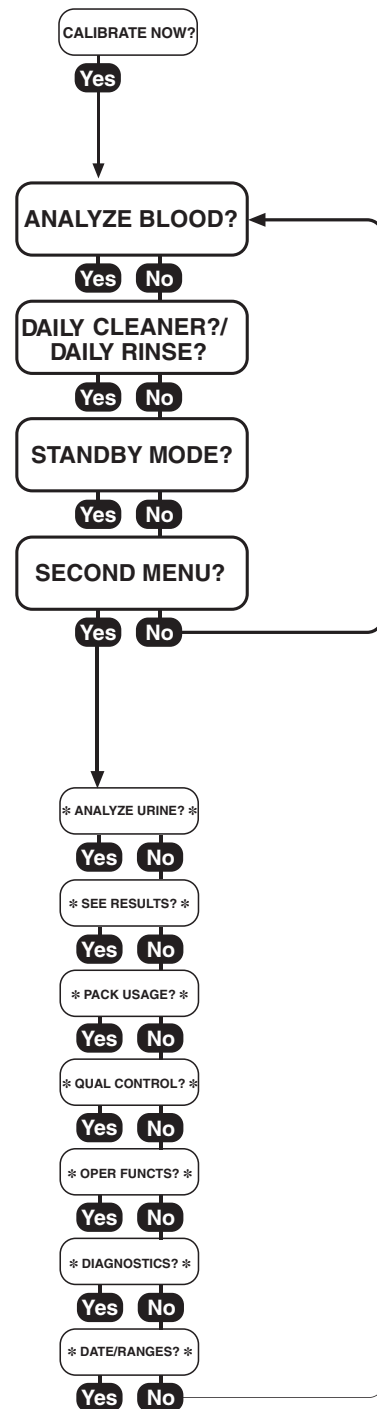 CALIBRATE NOW?
Yes
ANALYZE BLOOD?
Yes No
DAILY CLEANER?/
DAILY RINSE?
Yes No
STANDBY MODE?
Yes No
SECOND MENU?
Yes No
✻ ANALYZE URINE? ✻
Yes No
✻ SEE RESULTS? ✻
Yes No
✻ PACK USAGE? ✻
Yes No
✻ QUAL CONTROL? ✻
Yes No
✻ OPER FUNCTS? ✻
Yes No
✻ DIAGNOSTICS? ✻
Yes No
✻ DATE/RANGES? ✻
Yes No